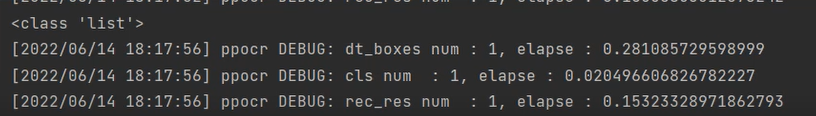 <class 'list'>
[2022/06/14 18:17:56] ppocr DEBUG: dt_boxes num : 1, elapse : 0.281085729598999
[2022/06/14 18:17:56] ppocr DEBUG: cls num  : 1, elapse : 0.020496606826782227
[2022/06/14 18:17:56] ppocr DEBUG: rec_res num  : 1, elapse : 0.15323328971862793